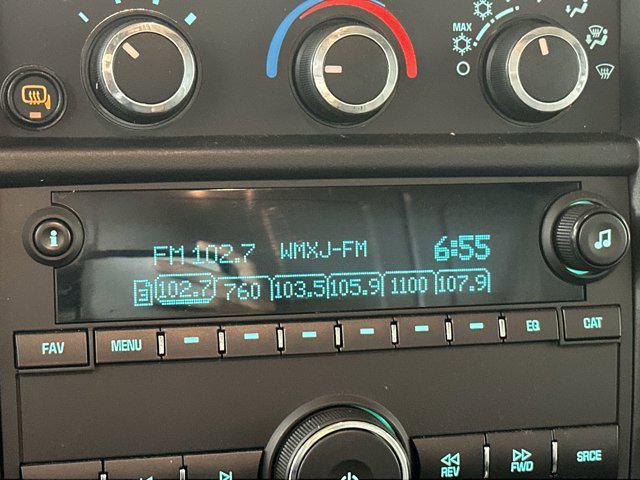 MAX
i
FM 102.7 WMXJ-FM 6:55
3 102.7 760 103.5 105.9 1100 107.9
FAV MENU EQ CAT
REV FWD SRCE